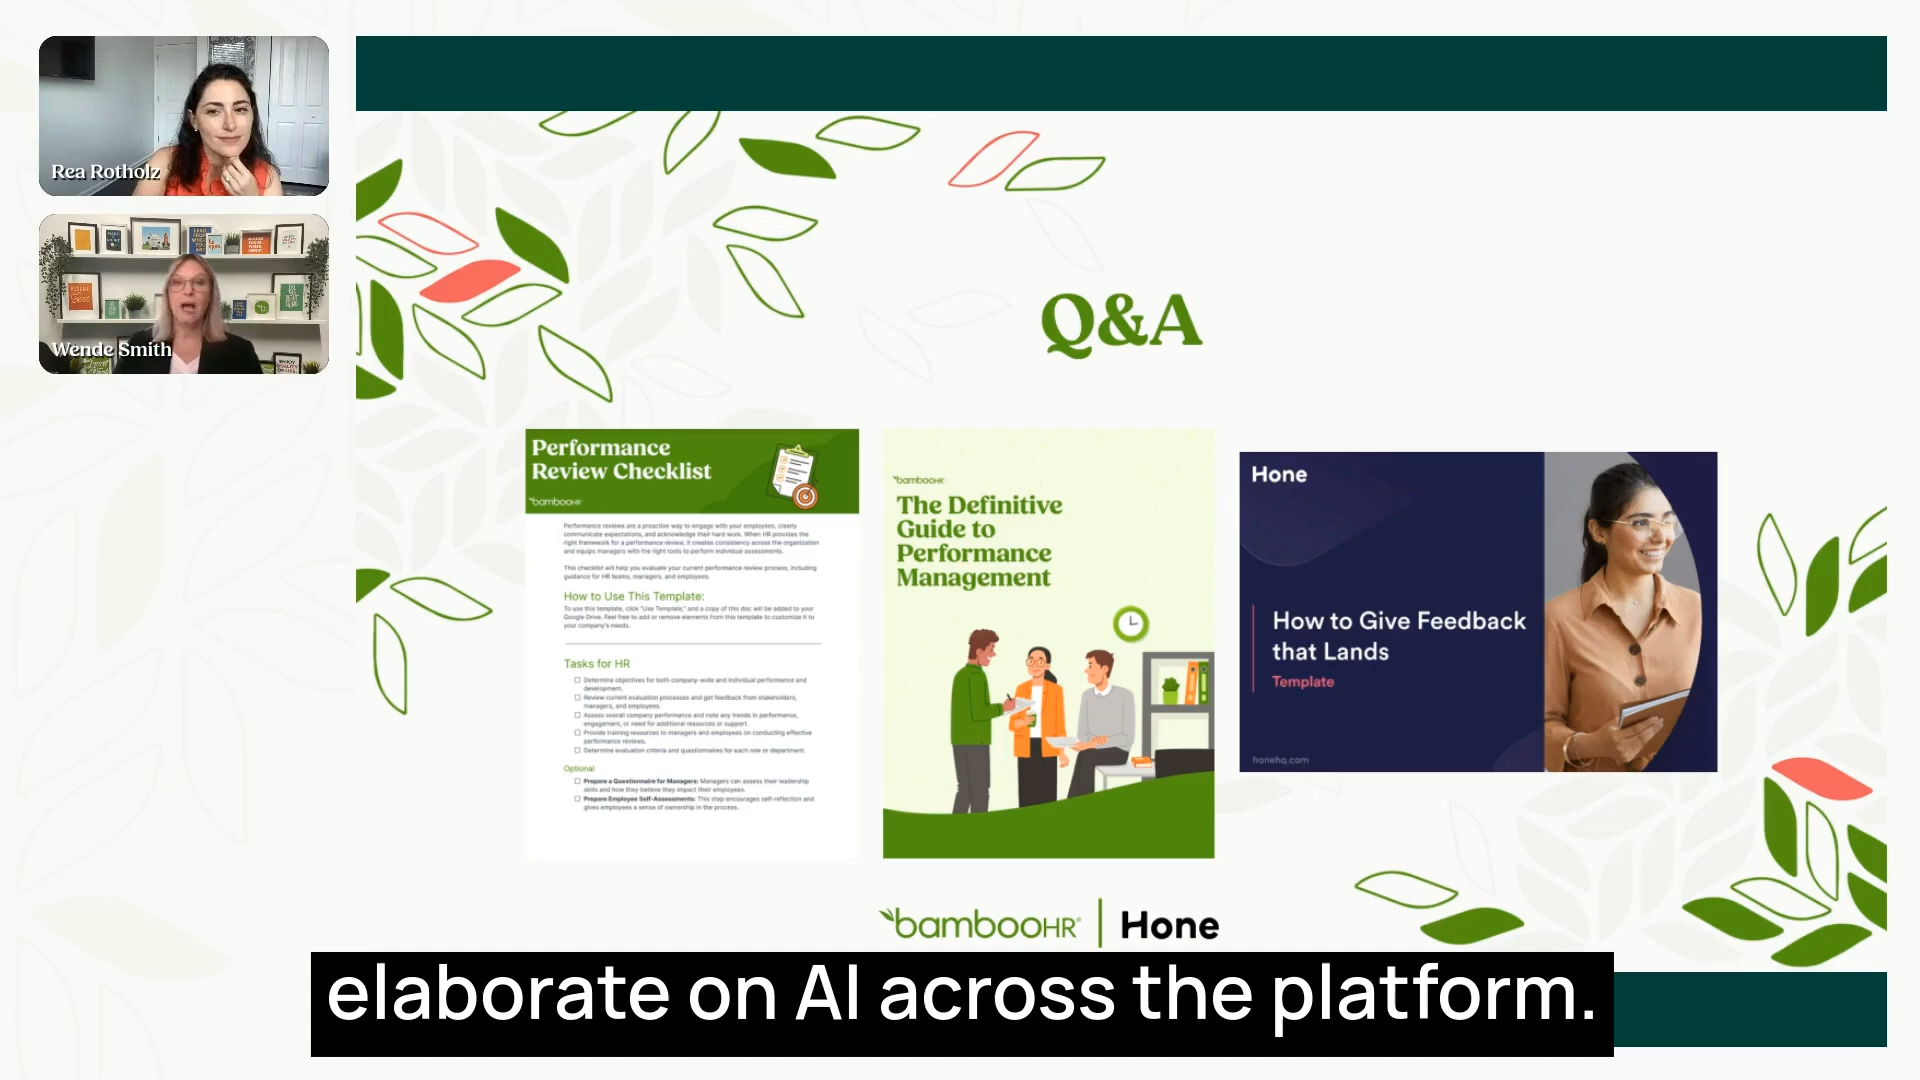 Rea Rotholz
Wende Smith
Q&A
Performance
Review Checklist
bambooHR
Performance reviews are a proactive way to engage with your employees, clearly
communicate expectations, and acknowledge their hard work. When HR provides the
right framework for a performance review, it creates consistency across the organization
and equips managers with the right tools to perform individual assessments.
This checklist will help you evaluate your current performance review process, including
guidance for HR teams, managers, and employees.
How to Use This Template:
To use this template, click "Use Template," and a copy of this doc will be added to your
Google Drive. Feel free to add or remove elements from this template to customize it to
your company's needs.
Tasks for HR
Determine objectives for both company-wide and individual performance and
development.
Review current evaluation processes and get feedback from stakeholders,
managers, and employees.
Assess overall company performance and note any trends in performance,
engagement, or need for additional resources or support.
Provide training resources to managers and employees on conducting effective
performance reviews.
Determine evaluation criteria and questionnaires for each role or department.
Optional
Prepare a Questionnaire for Managers: Managers can assess their leadership
skills and how they believe they impact their employees.
Prepare Employee Self-Assessments: This step encourages self-reflection and
gives employees a sense of ownership in the process.
bambooHR
The Definitive
Guide to
Performance
Management
Hone
How to Give Feedback
that Lands
Template
honehq.com
bambooHR® | Hone
elaborate on AI across the platform.